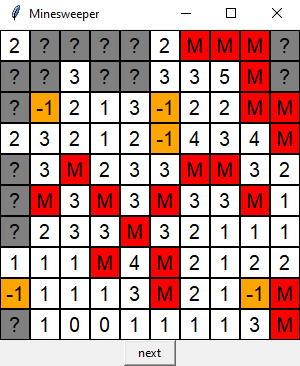 Minesweeper
2 ? ? ? ? 2 M M M ?
? ? 3 ? ? 3 3 5 M ?
? -1 2 1 3 -1 2 2 M M
2 3 2 1 2 -1 4 3 4 M
? 3 M 2 3 3 M M 3 2
? M 3 M 3 M 3 3 M 1
? 2 3 3 M 3 2 1 1 1
1 1 1 M 4 M 2 1 2 2
-1 1 1 1 3 M 2 1 -1 M
? 1 0 0 1 1 1 1 3 M
next